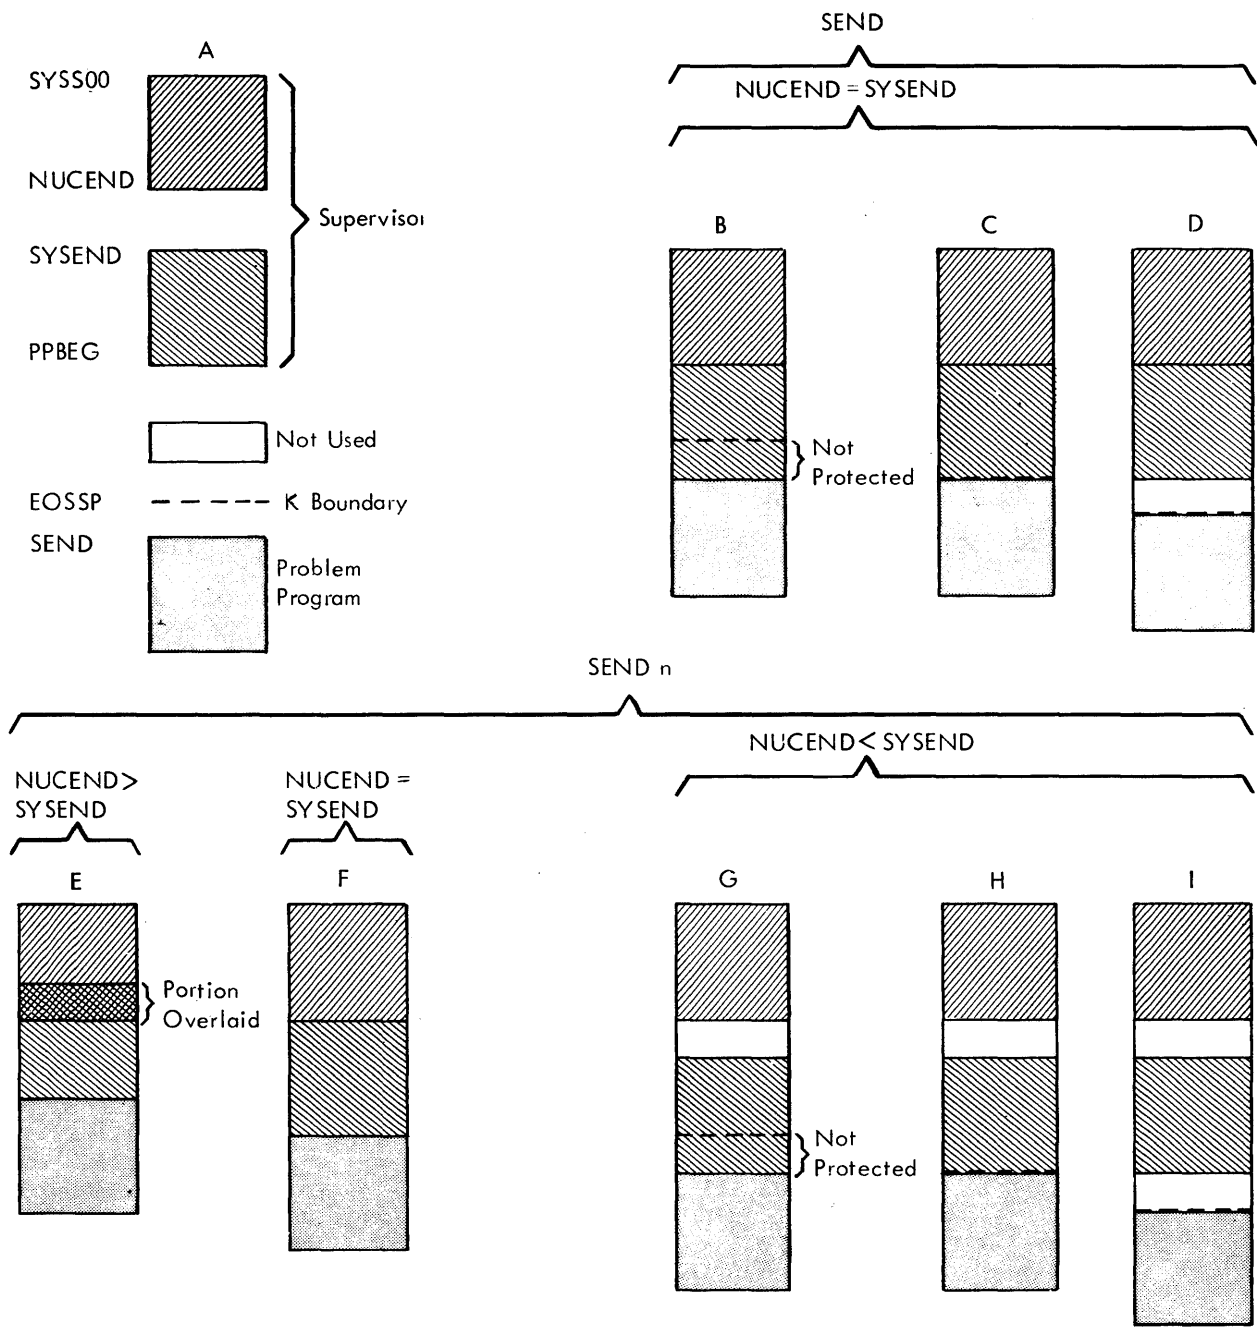 A
SYSS00
NUCEND
Supervisor
SYSEND
PPBEG
Not Used
EOSSP
K Boundary
SEND
Problem
Program
SEND
NUCEND = SYSEND
B
C
D
Not
Protected
SEND n
NUCEND >
SYSEND
NUCEND =
SYSEND
NUCEND < SYSEND
E
F
G
H
I
Portion
Overlaid
Not
Protected